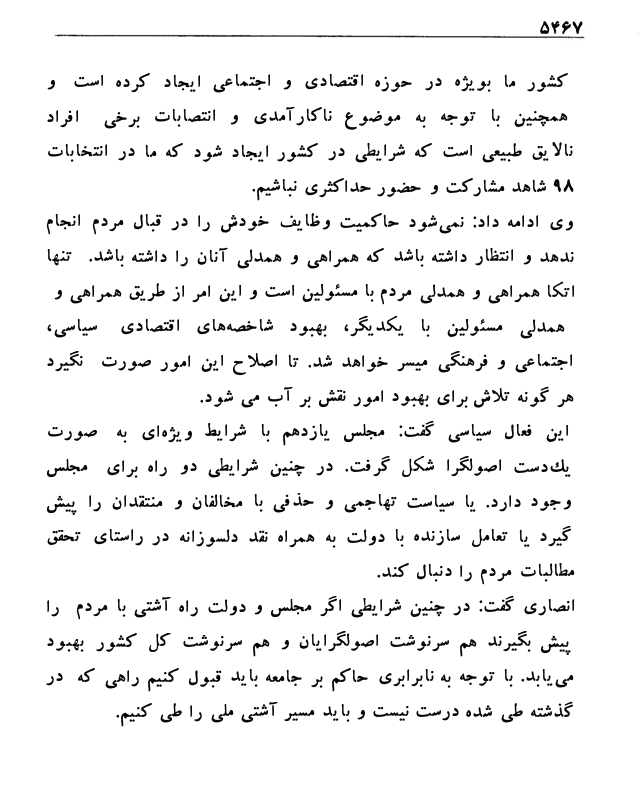 ۵۴۶۷
کشور ما بویژه در حوزه اقتصادی و اجتماعی ایجاد کرده است و
همچنین با توجه به موضوع ناکارآمدی و انتصابات برخی افراد
نالایق طبیعی است که شرایطی در کشور ایجاد شود که ما در انتخابات
۹۸ شاهد مشارکت و حضور حداکثری نباشیم.
وی ادامه داد: نمی‌شود حاکمیت وظایف خودش را در قبال مردم انجام
ندهد و انتظار داشته باشد که همراهی و همدلی آنان را داشته باشد. تنها
اتکا همراهی و همدلی مردم با مسئولین است و این امر از طریق همراهی و
همدلی مسئولین با یکدیگر، بهبود شاخصه‌های اقتصادی سیاسی،
اجتماعی و فرهنگی میسر خواهد شد. تا اصلاح این امور صورت نگیرد
هر گونه تلاش برای بهبود امور نقش بر آب می شود.
این فعال سیاسی گفت: مجلس یازدهم با شرایط ویژه‌ای به صورت
یك‌دست اصولگرا شکل گرفت. در چنین شرایطی دو راه برای مجلس
وجود دارد. یا سیاست تهاجمی و حذفی با مخالفان و منتقدان را پیش
گیرد یا تعامل سازنده با دولت به همراه نقد دلسوزانه در راستای تحقق
مطالبات مردم را دنبال کند.
انصاری گفت: در چنین شرایطی اگر مجلس و دولت راه آشتی با مردم را
پیش بگیرند هم سرنوشت اصولگرایان و هم سرنوشت کل کشور بهبود
می‌یابد. با توجه به نابرابری حاکم بر جامعه باید قبول کنیم راهی که در
گذشته طی شده درست نیست و باید مسیر آشتی ملی را طی کنیم.